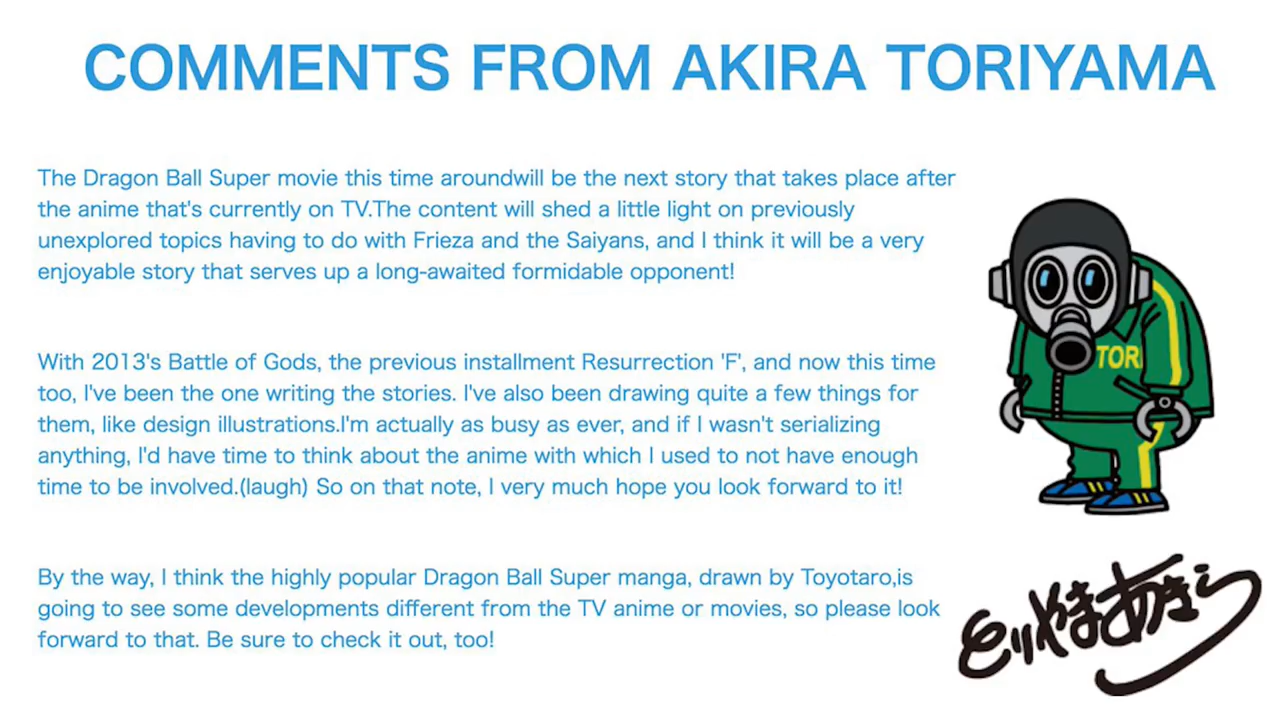 COMMENTS FROM AKIRA TORIYAMA
The Dragon Ball Super movie this time aroundwill be the next story that takes place after
the anime that's currently on TV.The content will shed a little light on previously
unexplored topics having to do with Frieza and the Saiyans, and I think it will be a very
enjoyable story that serves up a long-awaited formidable opponent!
With 2013's Battle of Gods, the previous installment Resurrection 'F', and now this time
too, I've been the one writing the stories. I've also been drawing quite a few things for
them, like design illustrations.I'm actually as busy as ever, and if I wasn't serializing
anything, I'd have time to think about the anime with which I used to not have enough
time to be involved.(laugh) So on that note, I very much hope you look forward to it!
By the way, I think the highly popular Dragon Ball Super manga, drawn by Toyotaro,is
going to see some developments different from the TV anime or movies, so please look
forward to that. Be sure to check it out, too!
TORI
とりやまあきら